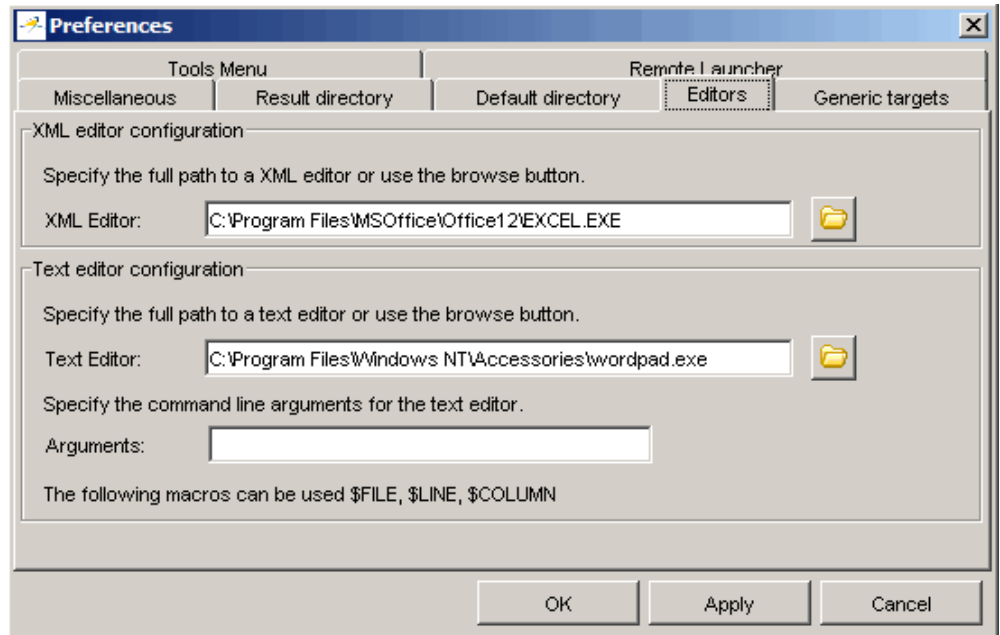 Preferences
Tools Menu Remote Launcher
Miscellaneous Result directory Default directory Editors Generic targets
XML editor configuration
Specify the full path to a XML editor or use the browse button.
XML Editor: C:\Program Files\MSOffice\Office12\EXCEL.EXE
Text editor configuration
Specify the full path to a text editor or use the browse button.
Text Editor: C:\Program Files\Windows NT\Accessories\wordpad.exe
Specify the command line arguments for the text editor.
Arguments:
The following macros can be used $FILE, $LINE, $COLUMN
OK Apply Cancel